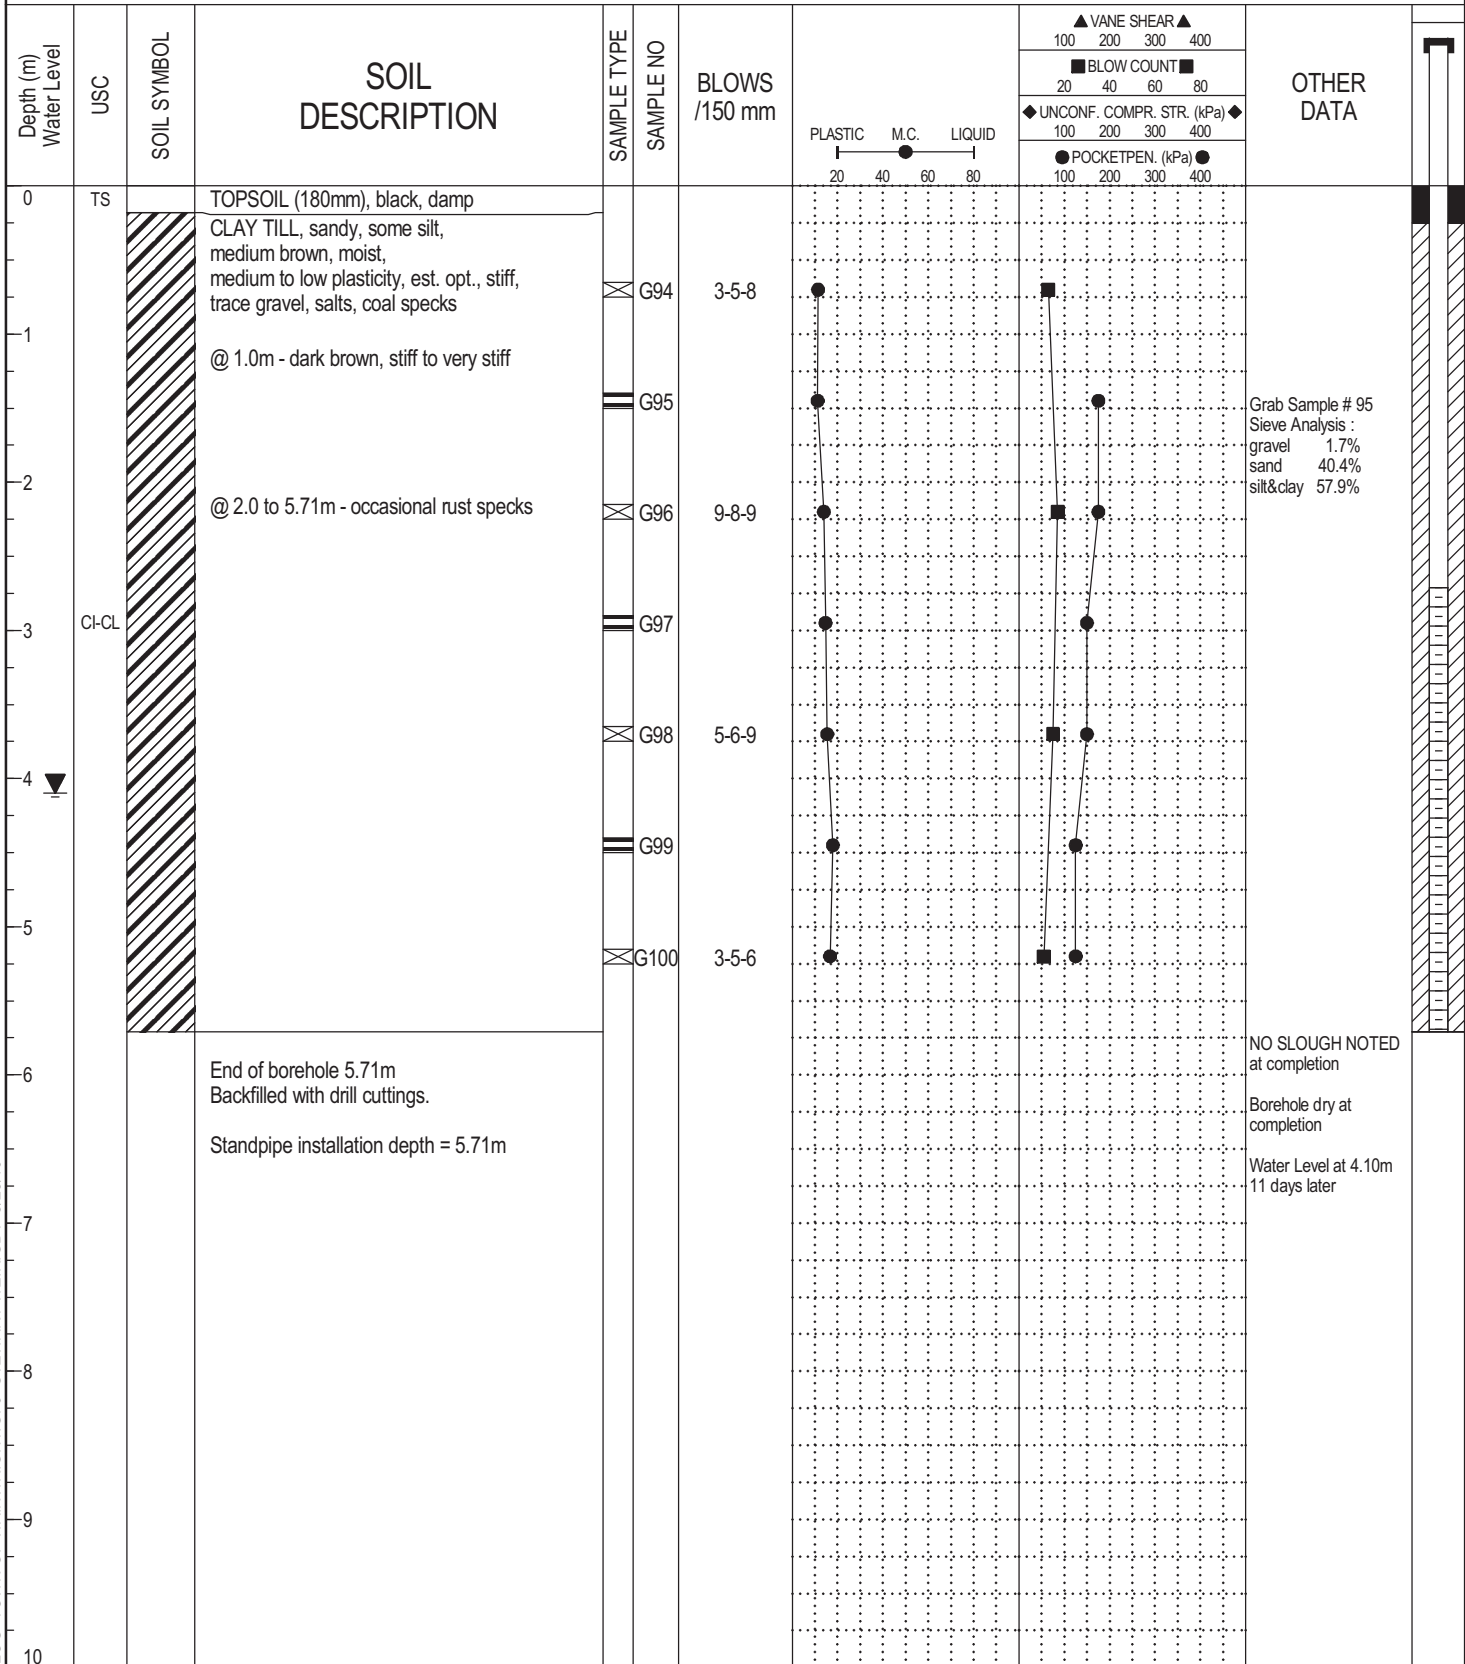 Depth (m)
Water Level
USC
SOIL SYMBOL
SOIL
DESCRIPTION
SAMPLE TYPE
SAMPLE NO
BLOWS
/150 mm
PLASTIC M.C. LIQUID
20 40 60 80
▲ VANE SHEAR ▲
100 200 300 400
■ BLOW COUNT ■
20 40 60 80
◆ UNCONF. COMPR. STR. (kPa) ◆
100 200 300 400
● POCKETPEN. (kPa) ●
100 200 300 400
OTHER
DATA
0
TS
TOPSOIL (180mm), black, damp
CLAY TILL, sandy, some silt,
medium brown, moist,
medium to low plasticity, est. opt., stiff,
trace gravel, salts, coal specks
G94 3-5-8
1
@ 1.0m - dark brown, stiff to very stiff
G95
Grab Sample # 95
Sieve Analysis :
gravel 1.7%
sand 40.4%
silt&clay 57.9%
2
@ 2.0 to 5.71m - occasional rust specks
G96 9-8-9
CI-CL
G97
3
G98 5-6-9
4
G99
5
G100 3-5-6
NO SLOUGH NOTED
at completion
6
End of borehole 5.71m
Backfilled with drill cuttings.
Borehole dry at
completion
Standpipe installation depth = 5.71m
Water Level at 4.10m
11 days later
7
8
9
10